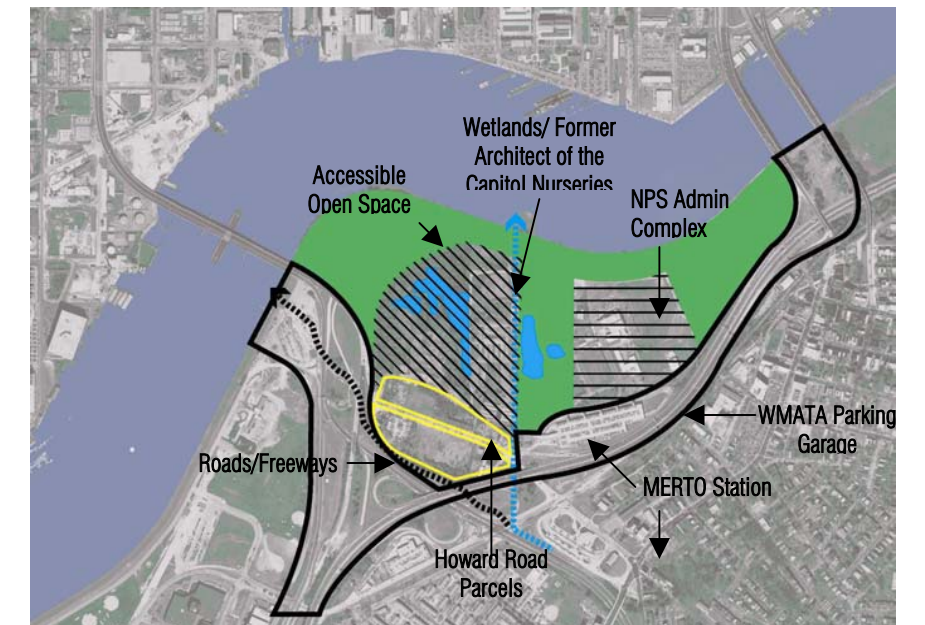 Wetlands/ Former
Architect of the
Capitol Nurseries
Accessible
Open Space
NPS Admin
Complex
WMATA Parking
Garage
Roads/Freeways
MERTO Station
Howard Road
Parcels